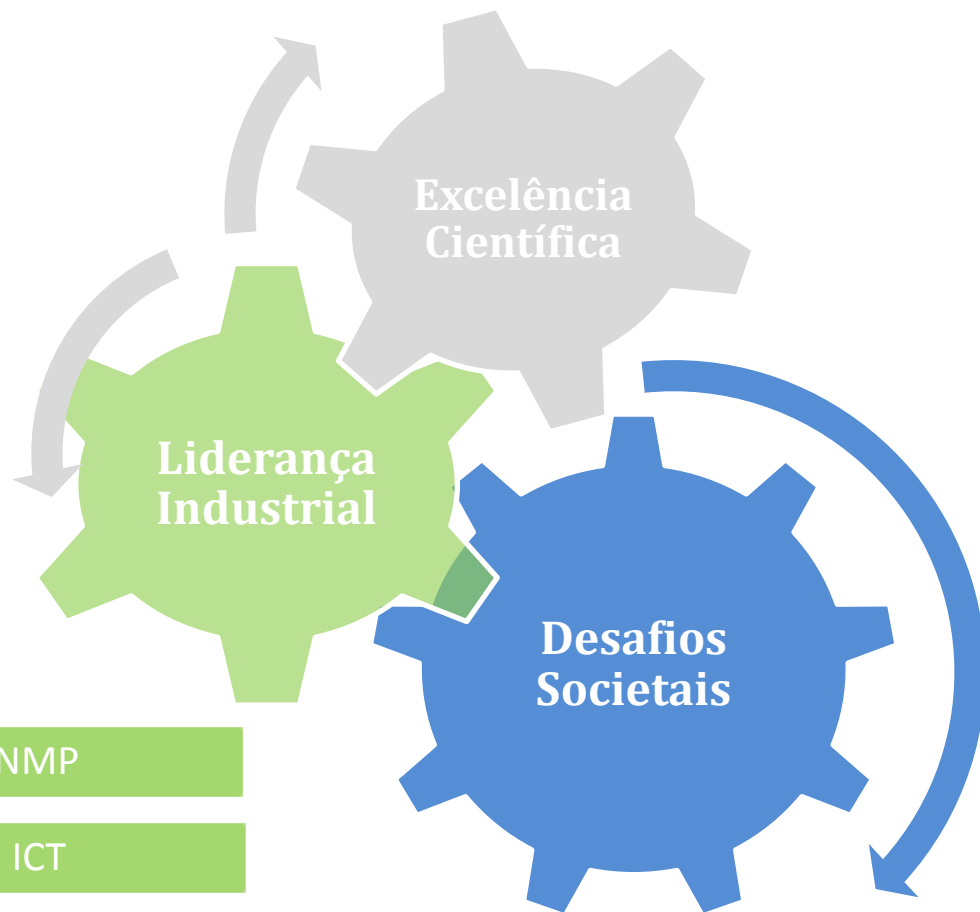 Excelência
Científica
Liderança
Industrial
Desafios
Societais
NMP
ICT